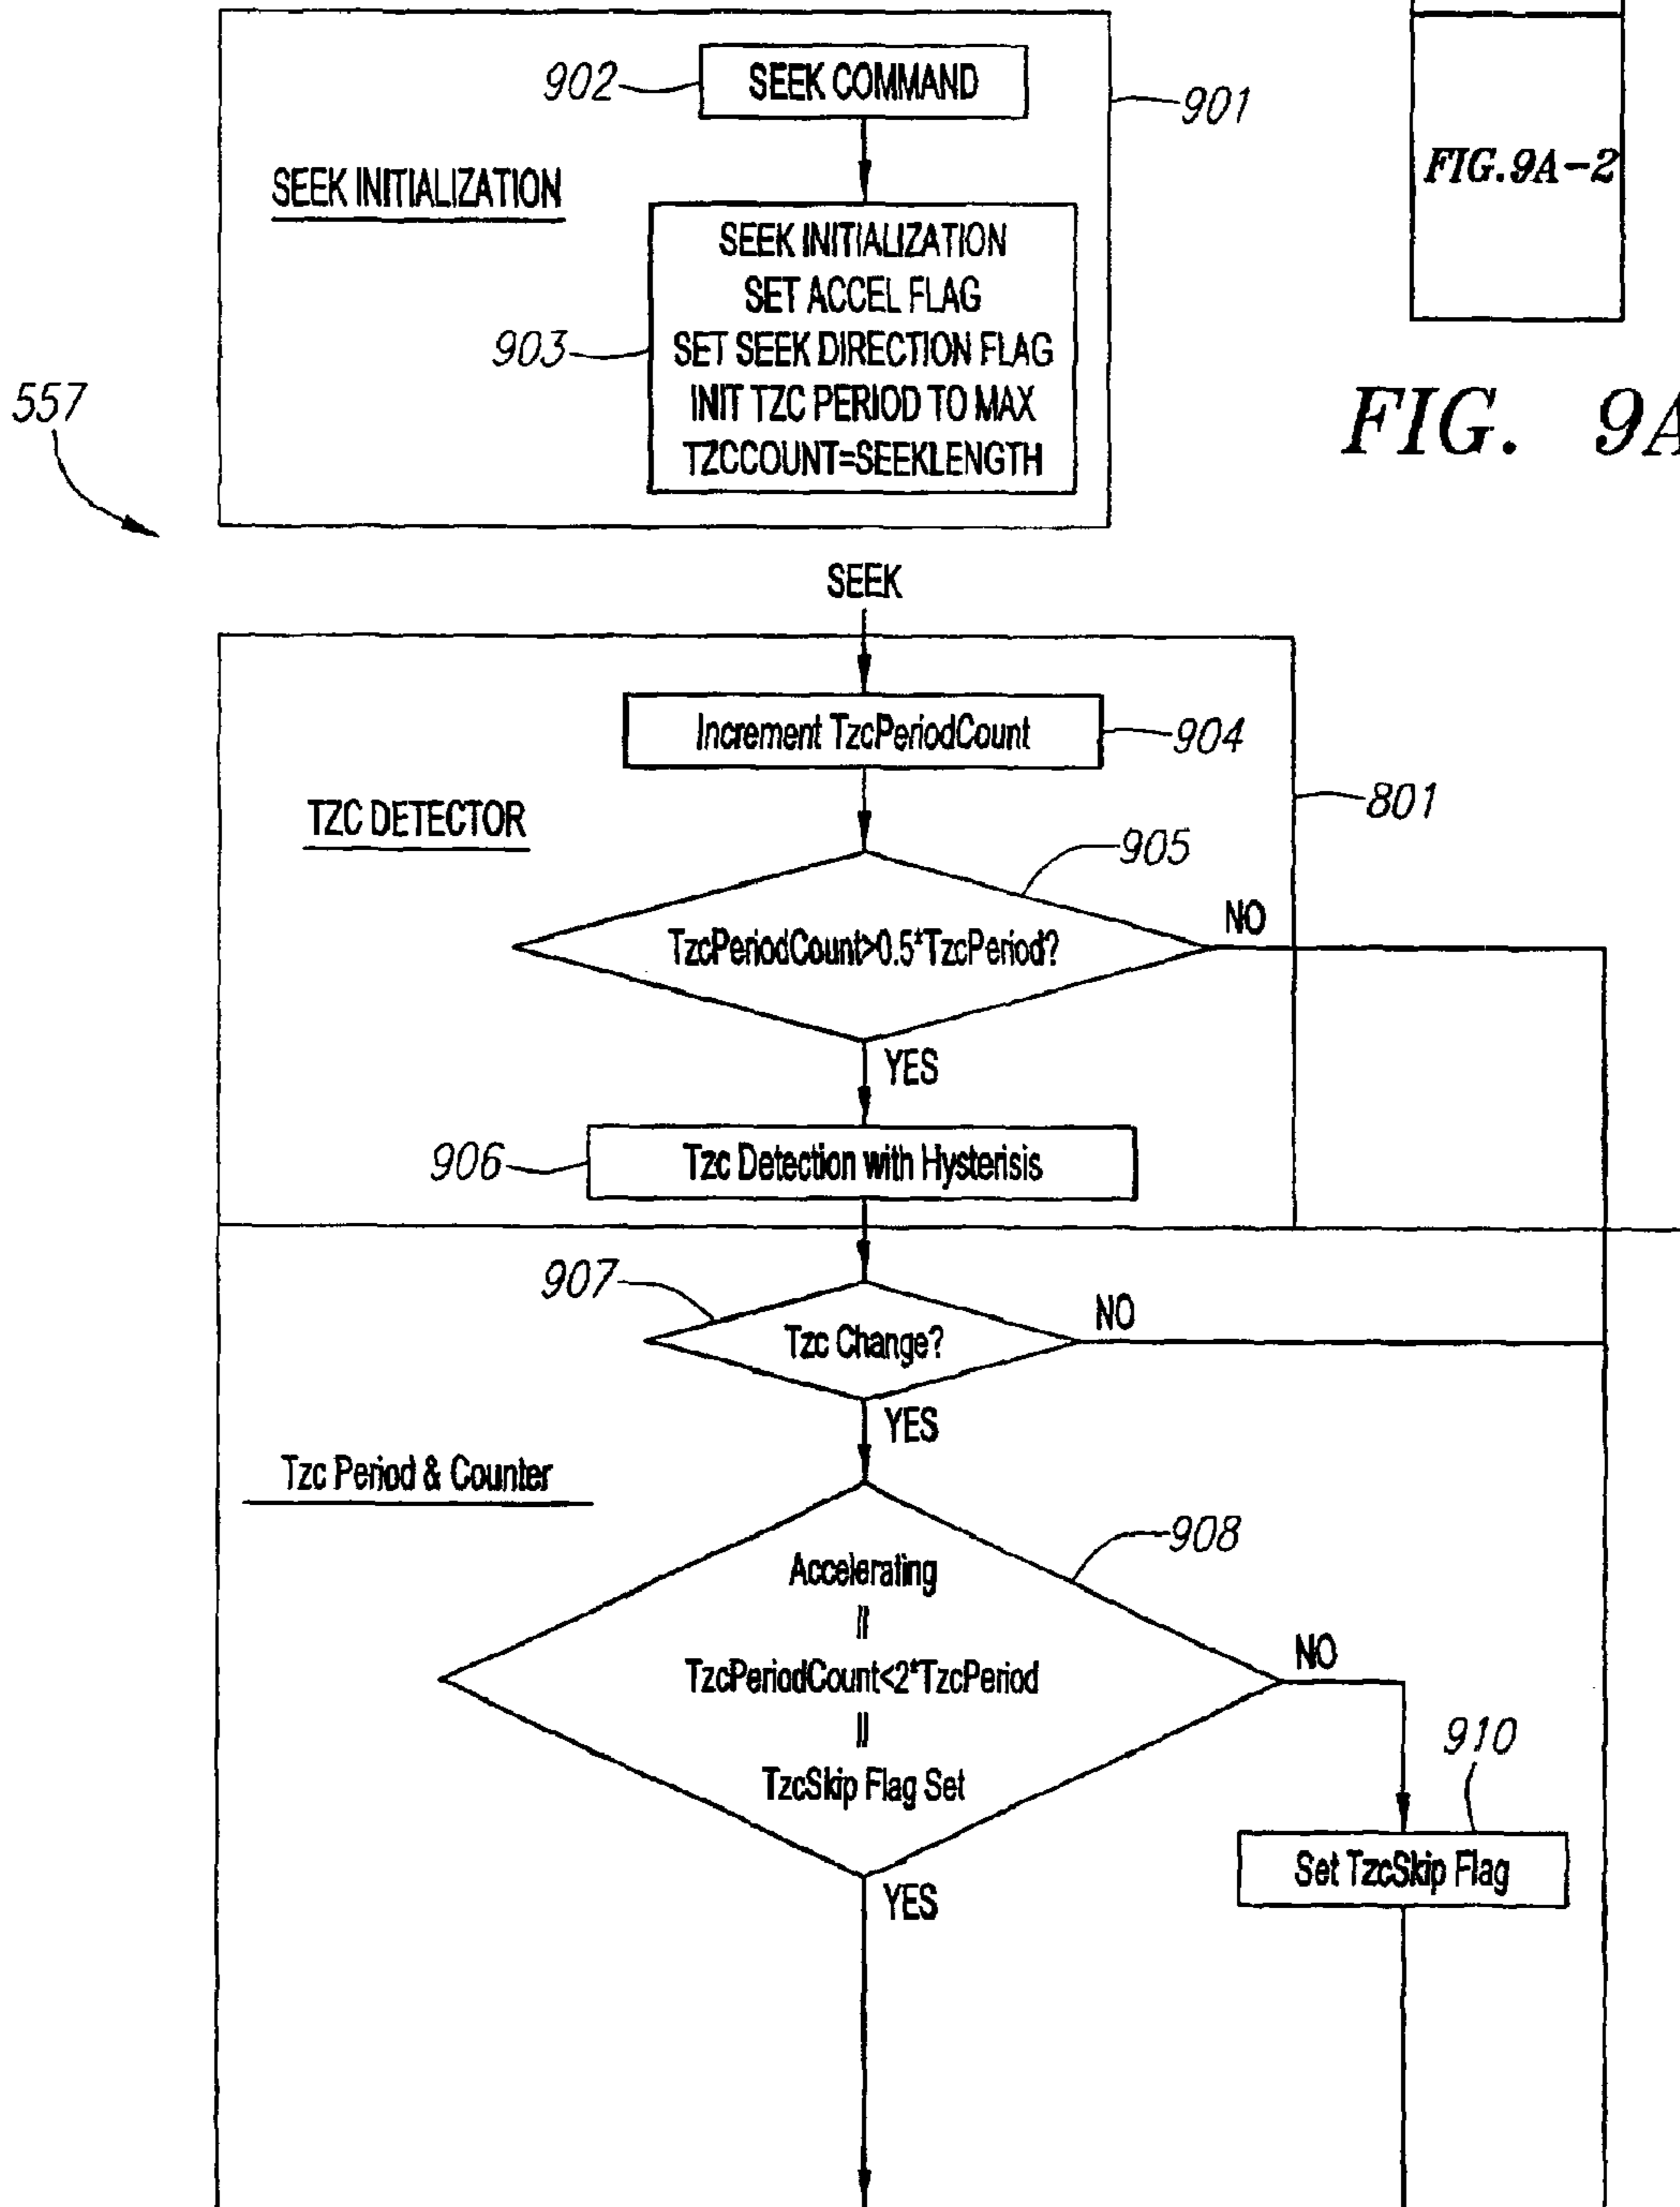 902
SEEK COMMAND
901
SEEK INITIALIZATION
FIG.9A-2
903
SEEK INITIALIZATION
SET ACCEL FLAG
SET SEEK DIRECTION FLAG
INIT TZC PERIOD TO MAX
TZCCOUNT=SEEKLENGTH
557
FIG. 9A
SEEK
Increment TzcPeriodCount
904
TZC DETECTOR
801
905
TzcPeriodCount>0.5*TzcPeriod?
NO
YES
906
Tzc Detection with Hysterisis
907
Tzc Change?
NO
YES
Tzc Period & Counter
908
Accelerating
||
TzcPeriodCount<2*TzcPeriod
||
TzcSkip Flag Set
NO
910
Set TzcSkip Flag
YES